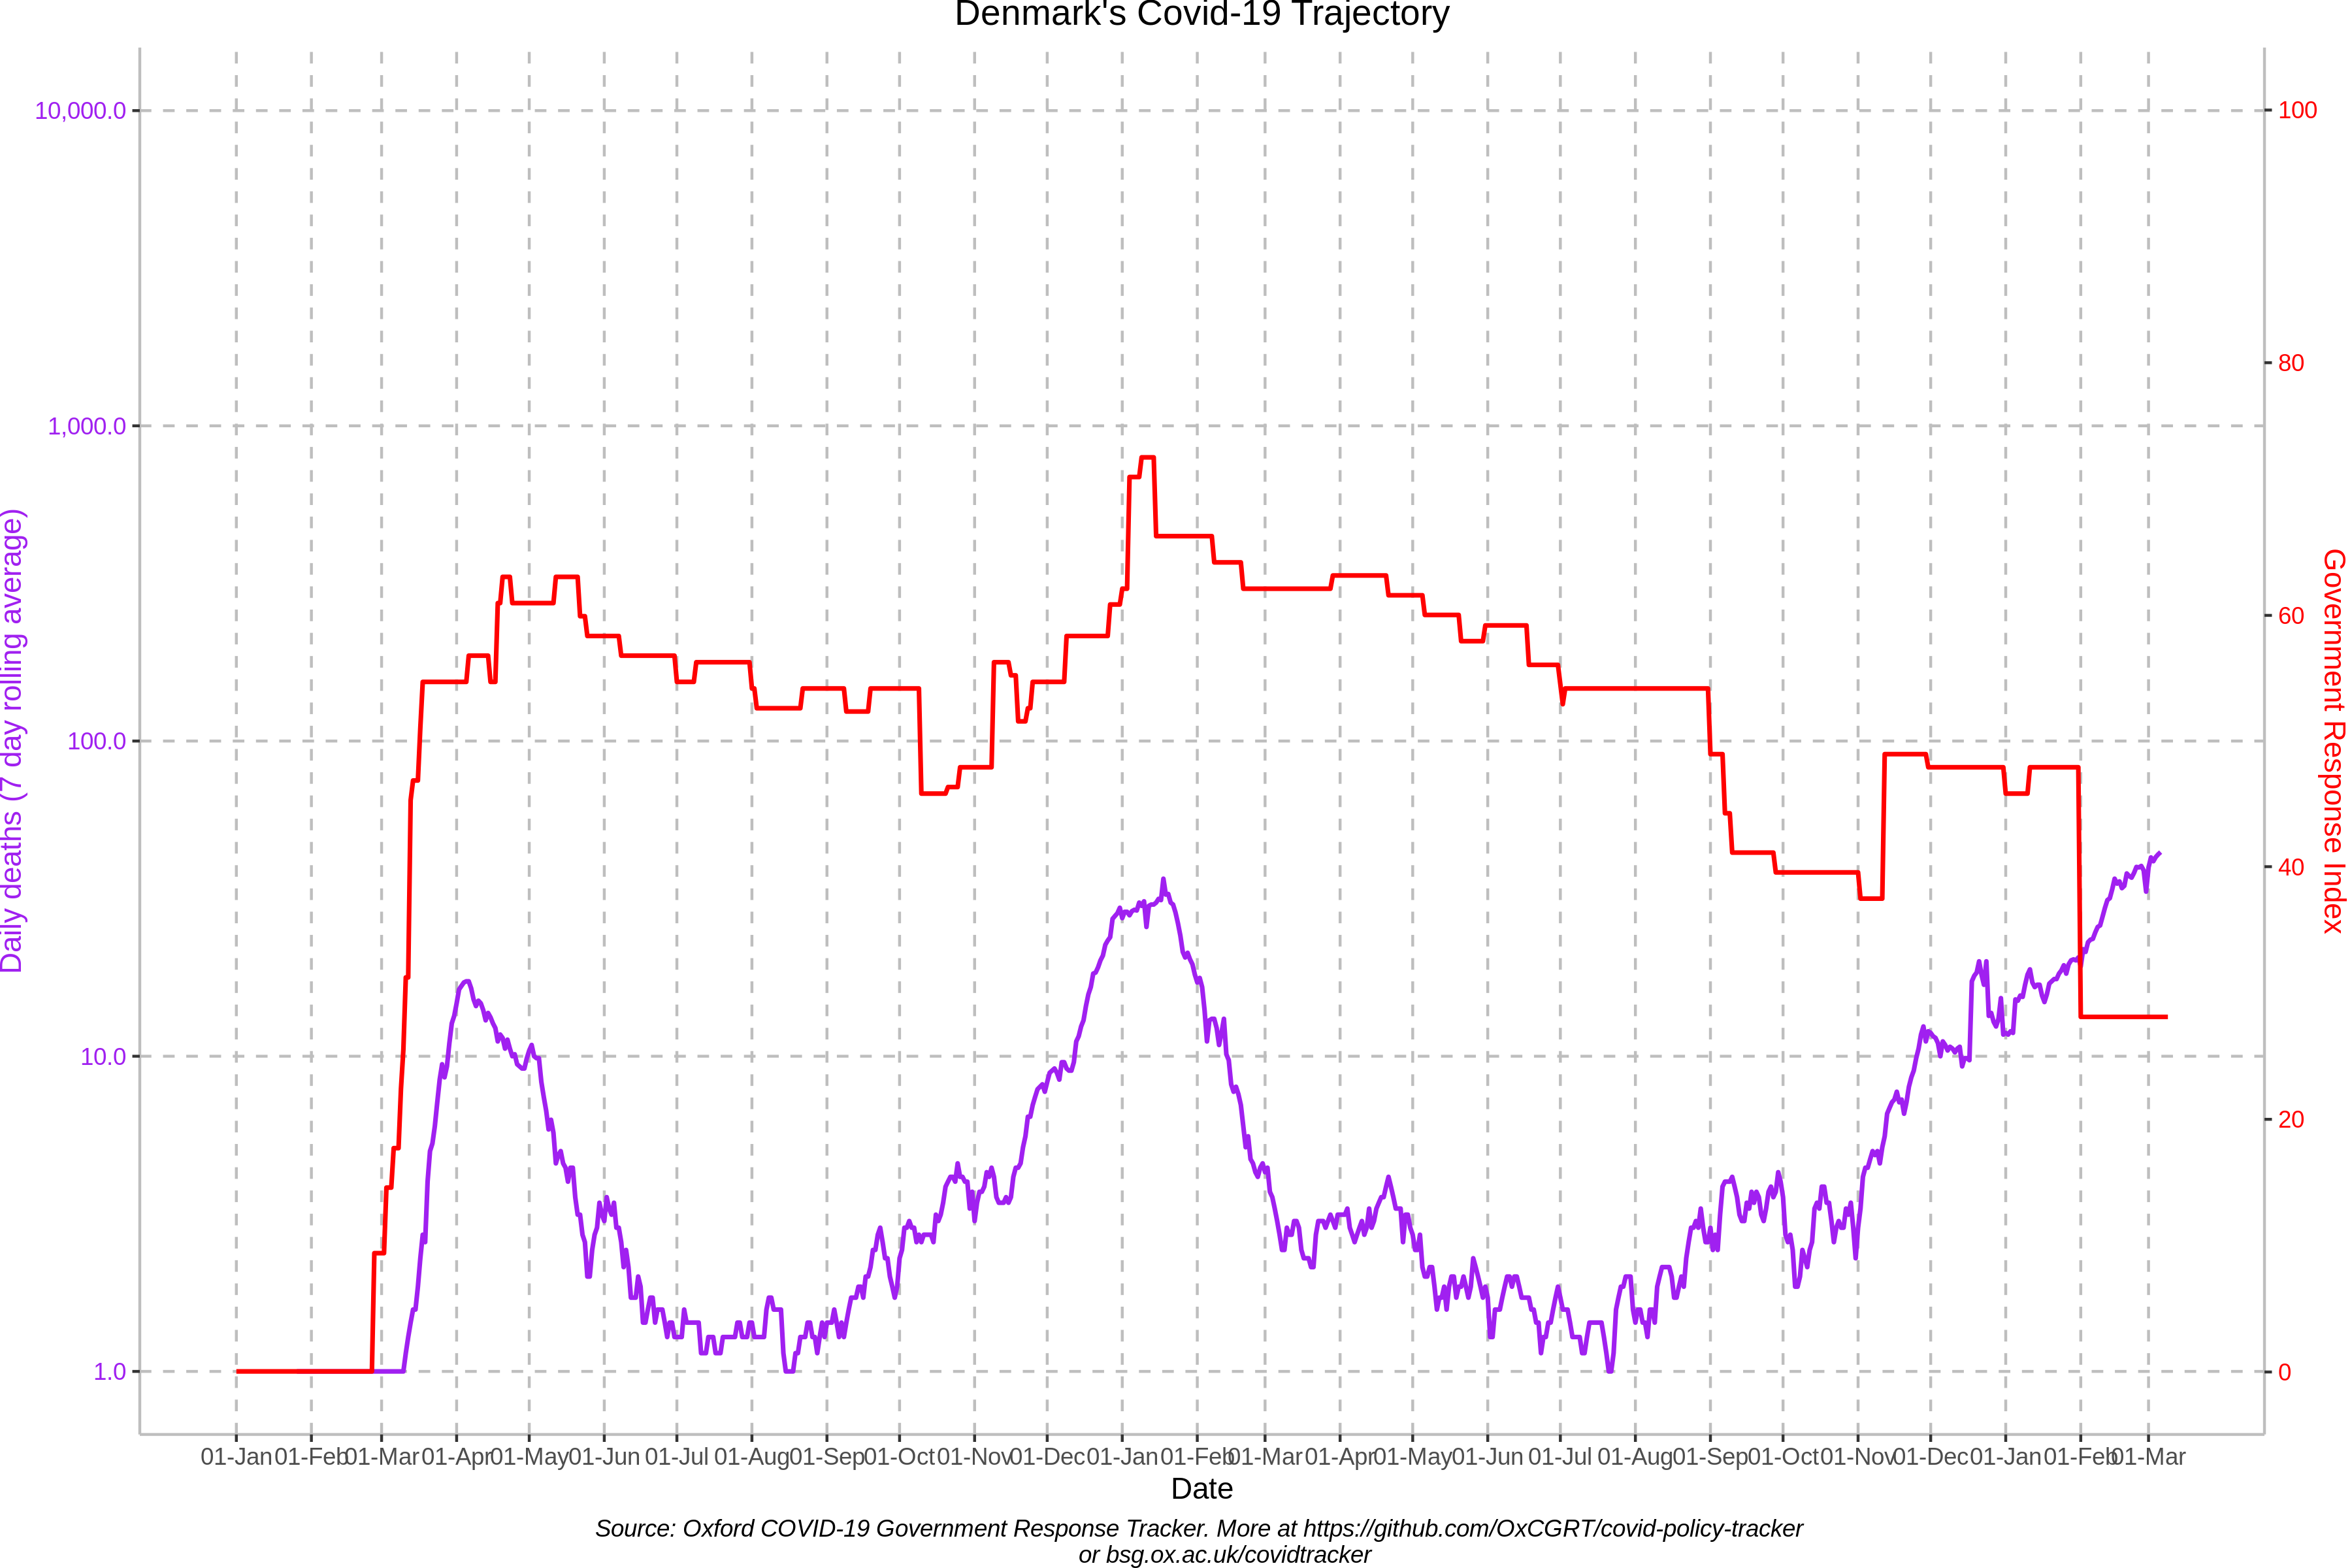 Denmark's Covid-19 Trajectory
10,000.0
1,000.0
100.0
10.0
1.0
Daily deaths (7 day rolling average)
100
80
60
40
20
0
Government Response Index
01-Jan 01-Feb 01-Mar 01-Apr 01-May 01-Jun 01-Jul 01-Aug 01-Sep 01-Oct 01-Nov 01-Dec 01-Jan 01-Feb 01-Mar 01-Apr 01-May 01-Jun 01-Jul 01-Aug 01-Sep 01-Oct 01-Nov 01-Dec 01-Jan 01-Feb 01-Mar
Date
Source: Oxford COVID-19 Government Response Tracker. More at https://github.com/OxCGRT/covid-policy-tracker
or bsg.ox.ac.uk/covidtracker